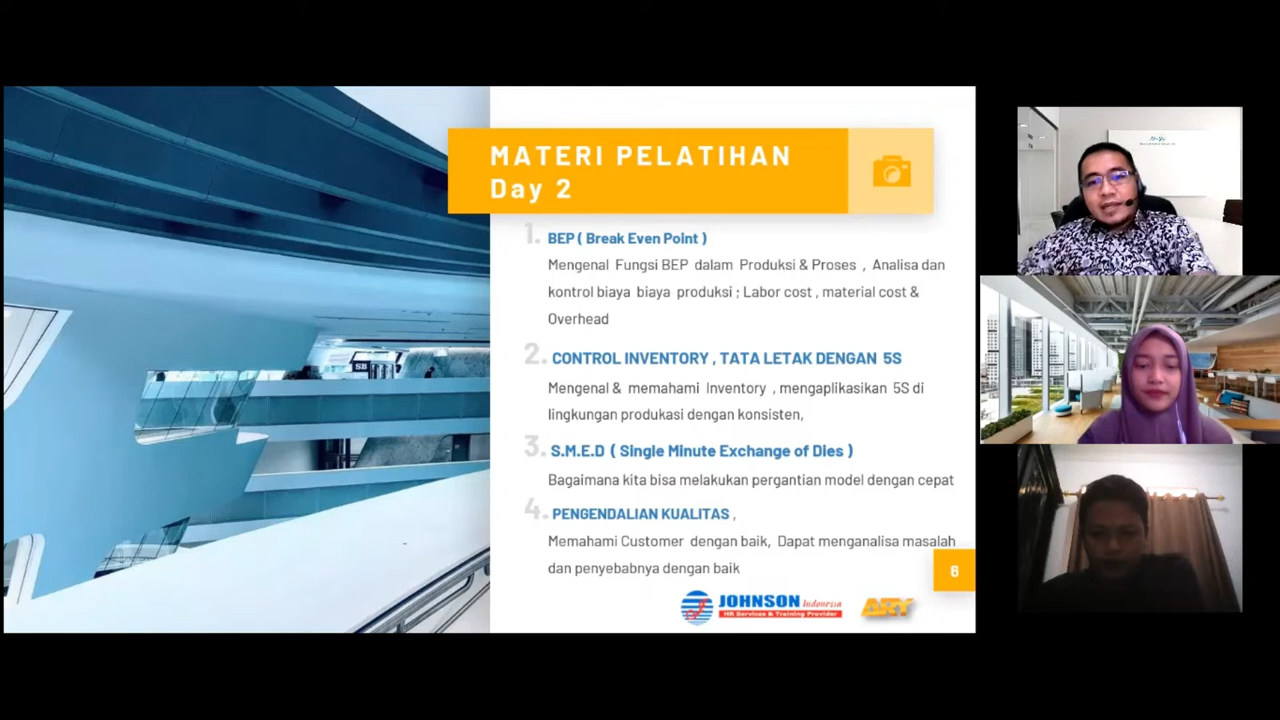 MATERI PELATIHAN
Day 2
1. BEP ( Break Even Point )
Mengenal Fungsi BEP dalam Produksi & Proses , Analisa dan
kontrol biaya biaya produksi ; Labor cost , material cost &
Overhead
2. CONTROL INVENTORY , TATA LETAK DENGAN 5S
Mengenal & memahami Inventory , mengaplikasikan 5S di
lingkungan produkasi dengan konsisten,
3. S.M.E.D ( Single Minute Exchange of Dies )
Bagaimana kita bisa melakukan pergantian model dengan cepat
4. PENGENDALIAN KUALITAS ,
Memahami Customer dengan baik, Dapat menganalisa masalah
dan penyebabnya dengan baik
6
JOHNSON Indonesia
HR Services & Training Provider
ARY
SB